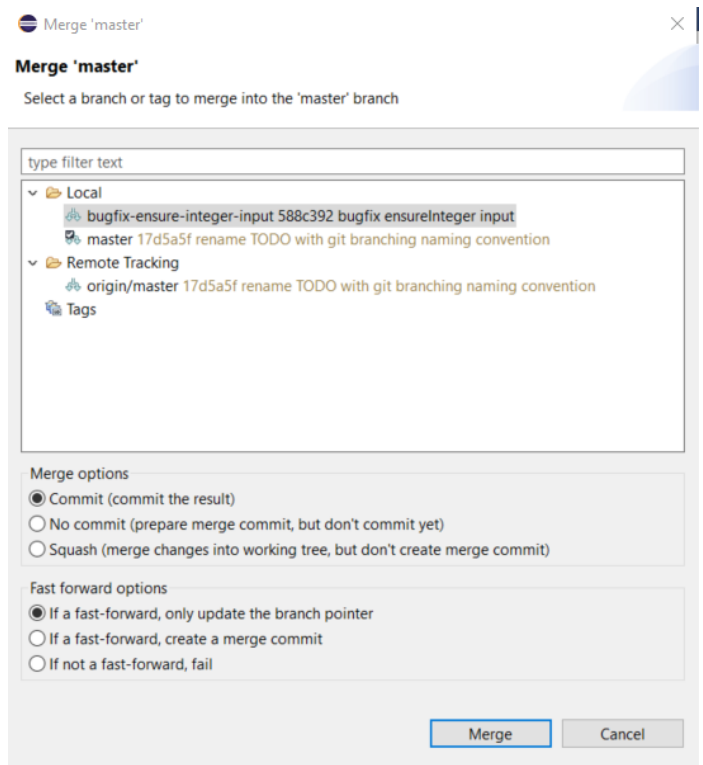 Merge 'master'
Merge 'master'
Select a branch or tag to merge into the 'master' branch
type filter text
Local
bugfix-ensure-integer-input 588c392 bugfix ensureInteger input
master 17d5a5f rename TODO with git branching naming convention
Remote Tracking
origin/master 17d5a5f rename TODO with git branching naming convention
Tags
Merge options
Commit (commit the result)
No commit (prepare merge commit, but don't commit yet)
Squash (merge changes into working tree, but don't create merge commit)
Fast forward options
If a fast-forward, only update the branch pointer
If a fast-forward, create a merge commit
If not a fast-forward, fail
Merge Cancel